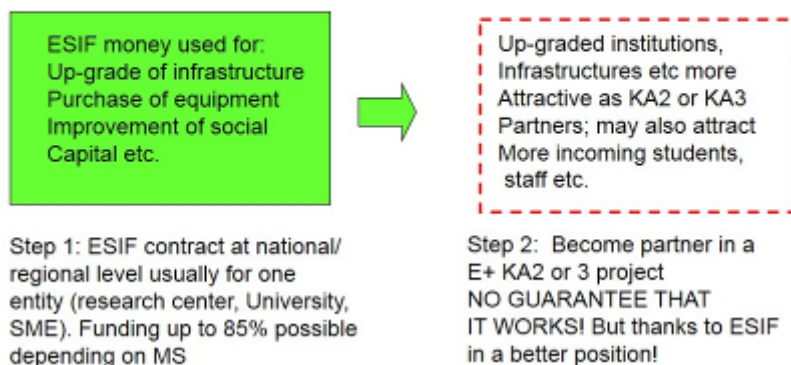 ESIF money used for:
Up-grade of infrastructure
Purchase of equipment
Improvement of social
Capital etc.
Up-graded institutions,
Infrastructures etc more
Attractive as KA2 or KA3
Partners; may also attract
More incoming students,
staff etc.
Step 1: ESIF contract at national/
regional level usually for one
entity (research center, University,
SME). Funding up to 85% possible
depending on MS
Step 2: Become partner in a
E+ KA2 or 3 project
NO GUARANTEE THAT
IT WORKS! But thanks to ESIF
in a better position!